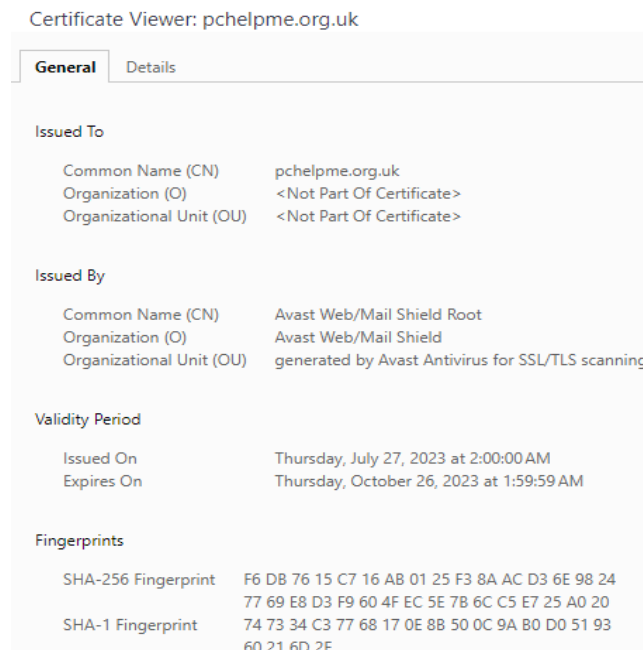 Certificate Viewer: pchelpme.org.uk
General Details
Issued To
Common Name (CN) pchelpme.org.uk
Organization (O) <Not Part Of Certificate>
Organizational Unit (OU) <Not Part Of Certificate>
Issued By
Common Name (CN) Avast Web/Mail Shield Root
Organization (O) Avast Web/Mail Shield
Organizational Unit (OU) generated by Avast Antivirus for SSL/TLS scanning
Validity Period
Issued On Thursday, July 27, 2023 at 2:00:00 AM
Expires On Thursday, October 26, 2023 at 1:59:59 AM
Fingerprints
SHA-256 Fingerprint F6 DB 76 15 C7 16 AB 01 25 F3 8A AC D3 6E 98 24
77 69 E8 D3 F9 60 4F EC 5E 7B 6C C5 E7 25 A0 20
SHA-1 Fingerprint 74 73 34 C3 77 68 17 0E 8B 50 0C 9A B0 D0 51 93
60 21 6D 2F